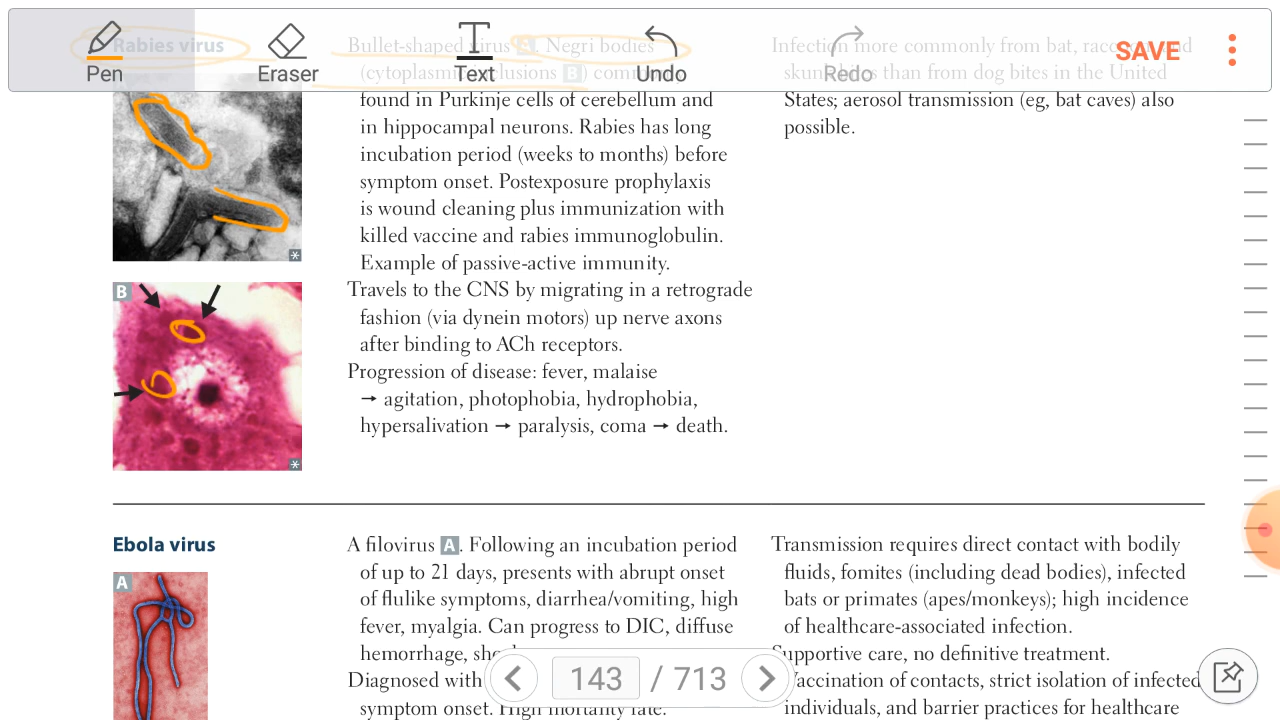 Pen
Eraser
Text
Undo
Redo
SAVE
Rabies virus
Bullet-shaped virus A. Negri bodies
(cytoplasmic inclusions B) commonly
found in Purkinje cells of cerebellum and
in hippocampal neurons. Rabies has long
incubation period (weeks to months) before
symptom onset. Postexposure prophylaxis
is wound cleaning plus immunization with
killed vaccine and rabies immunoglobulin.
Example of passive-active immunity.
Travels to the CNS by migrating in a retrograde
fashion (via dynein motors) up nerve axons
after binding to ACh receptors.
Progression of disease: fever, malaise
→ agitation, photophobia, hydrophobia,
hypersalivation → paralysis, coma → death.
Infection more commonly from bat, raccoon, and
skunk bites than from dog bites in the United
States; aerosol transmission (eg, bat caves) also
possible.
B
Ebola virus
A
A filovirus A. Following an incubation period
of up to 21 days, presents with abrupt onset
of flulike symptoms, diarrhea/vomiting, high
fever, myalgia. Can progress to DIC, diffuse
hemorrhage,
Diagnosed with
symptom onset. High mortality rate.
Transmission requires direct contact with bodily
fluids, fomites (including dead bodies), infected
bats or primates (apes/monkeys); high incidence
of healthcare-associated infection.
Supportive care, no definitive treatment.
Vaccination of contacts, strict isolation of infected
individuals, and barrier practices for healthcare
143 / 713